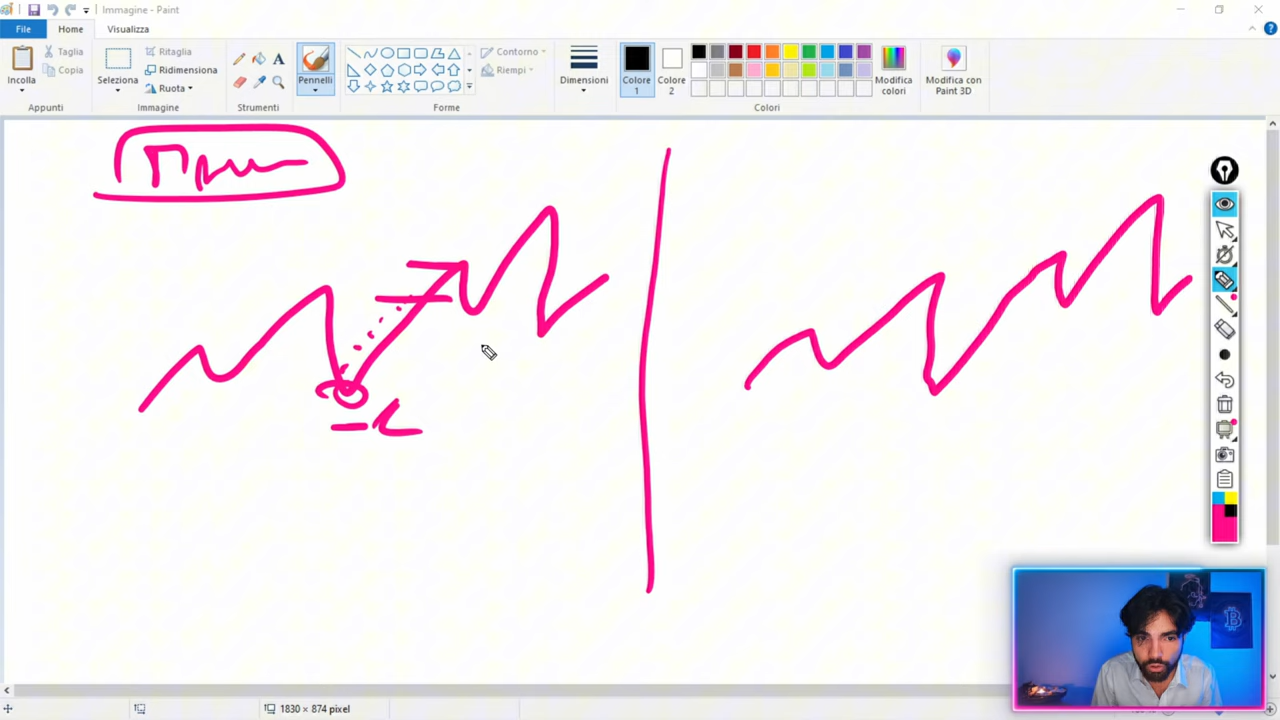 Immagine - Paint
File Home Visualizza
Incolla
Taglia
Copia
Appunti
Seleziona
Ritaglia
Ridimensiona
Ruota
Immagine
A
Strumenti
Pennelli
Contorno
Riempi
Forme
Dimensioni
Colore 1
Colore 2
Colori
Modifica colori
Modifica con Paint 3D
1830 × 874 pixel